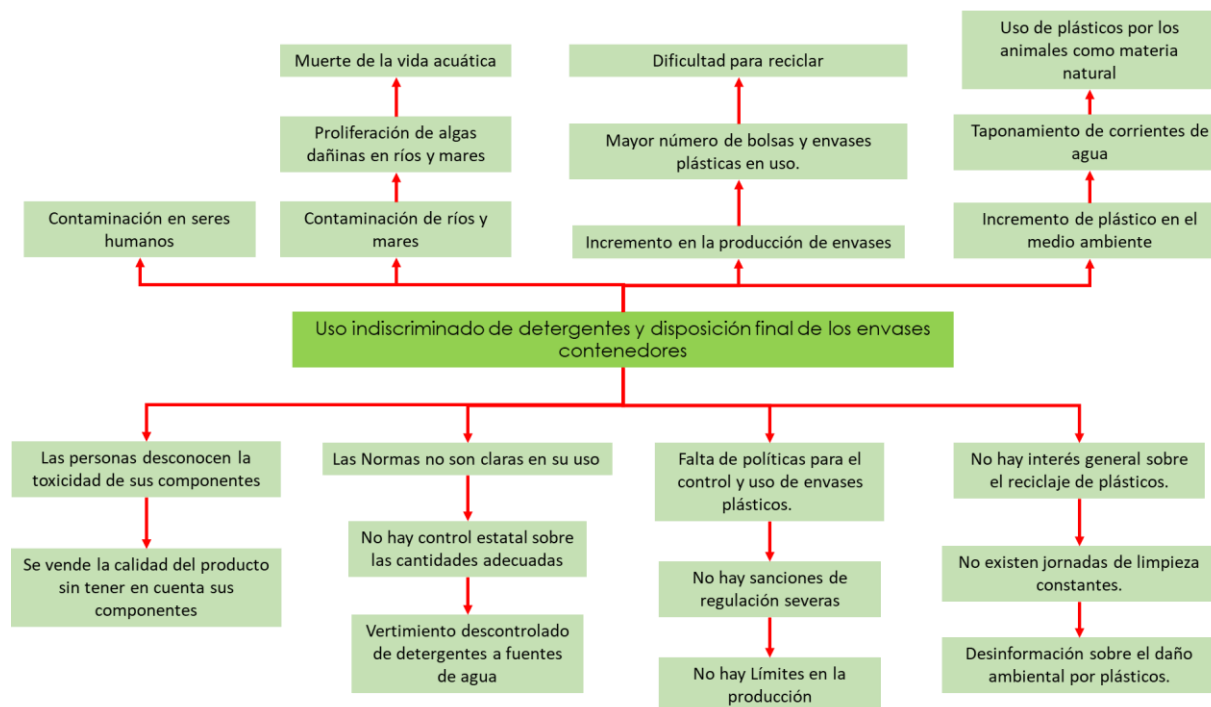 Muerte de la vida acuática
Dificultad para reciclar
Uso de plásticos por los
animales como materia
natural
Proliferación de algas
dañinas en ríos y mares
Mayor número de bolsas y envases
plásticas en uso.
Taponamiento de corrientes de
agua
Contaminación en seres
humanos
Contaminación de ríos y
mares
Incremento en la producción de envases
Incremento de plástico en el
medio ambiente
Uso indiscriminado de detergentes y disposición final de los envases
contenedores
Las personas desconocen la
toxicidad de sus componentes
Las Normas no son claras en su uso
Falta de políticas para el
control y uso de envases
plásticos.
No hay interés general sobre
el reciclaje de plásticos.
Se vende la calidad del producto
sin tener en cuenta sus
componentes
No hay control estatal sobre
las cantidades adecuadas
No hay sanciones de
regulación severas
No existen jornadas de limpieza
constantes.
Vertimiento descontrolado
de detergentes a fuentes
de agua
No hay Límites en la
producción
Desinformación sobre el daño
ambiental por plásticos.